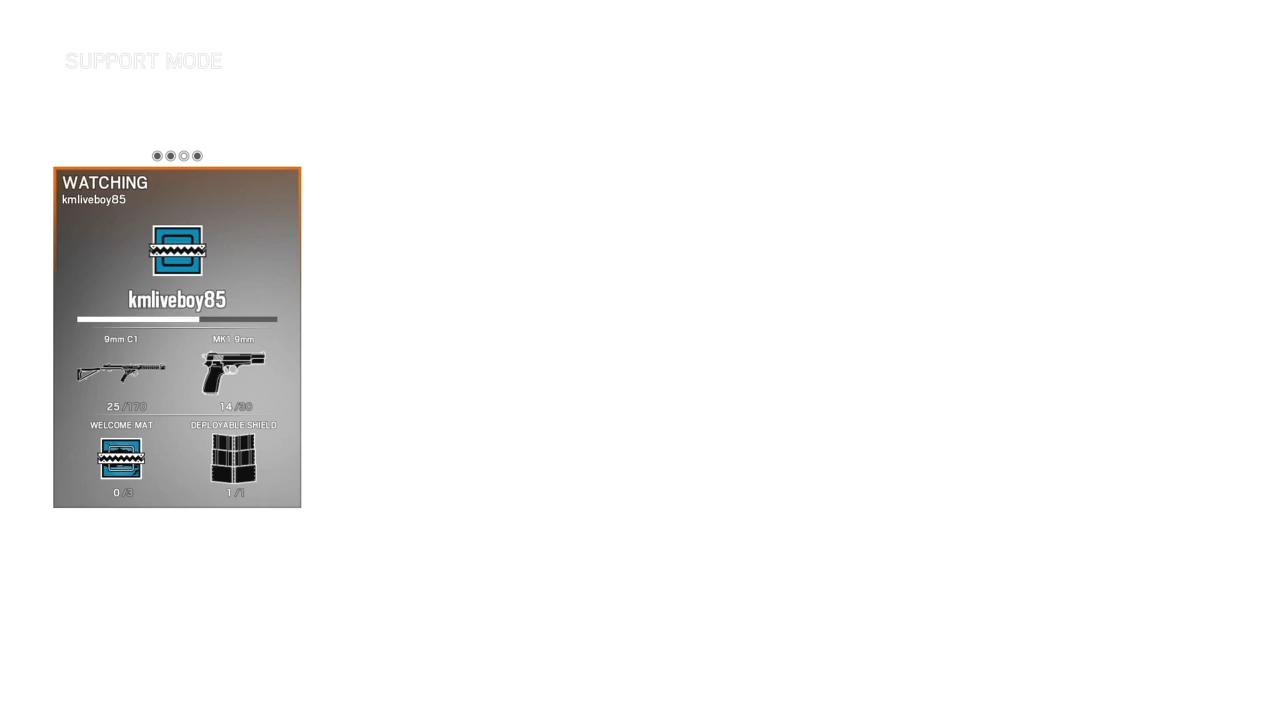 SUPPORT MODE
WATCHING
kmliveboy85
kmliveboy85
9mm C1
MK1 9mm
25 /170
14 /30
WELCOME MAT
DEPLOYABLE SHIELD
0 /3
1 /1